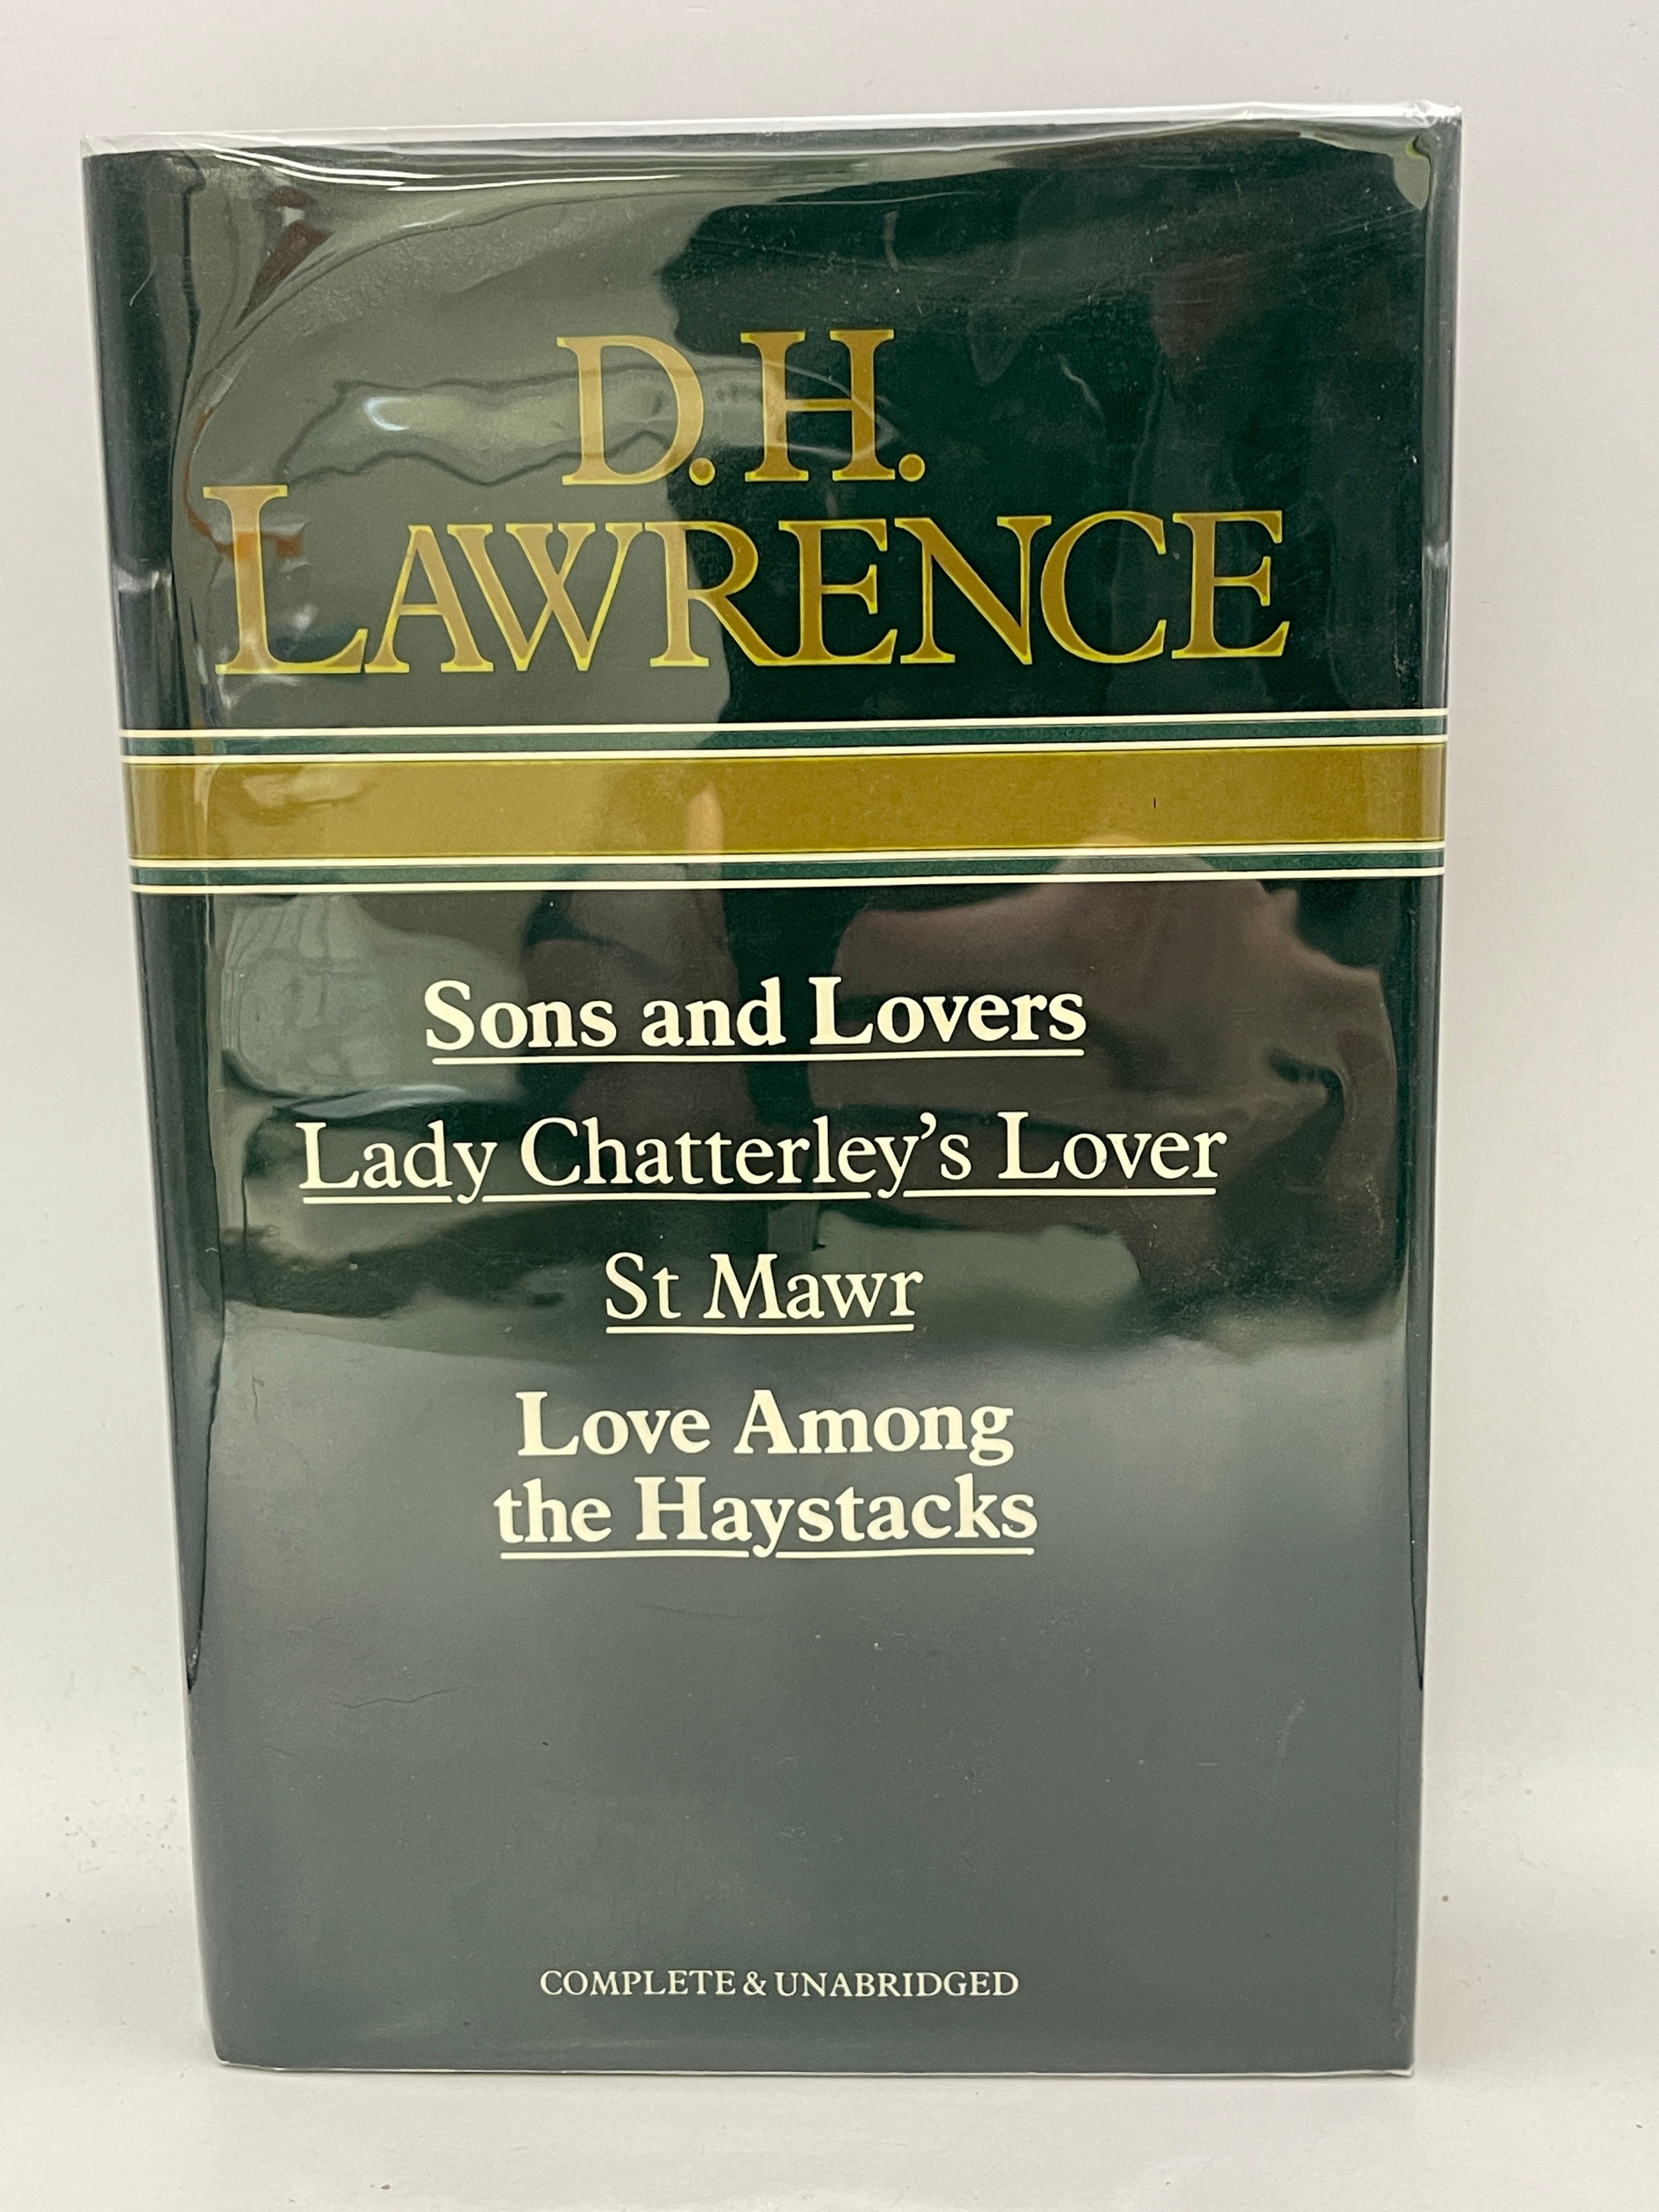 D.H.
LAWRENCE
Sons and Lovers
Lady Chatterley's Lover
St Mawr
Love Among
the Haystacks
COMPLETE & UNABRIDGED